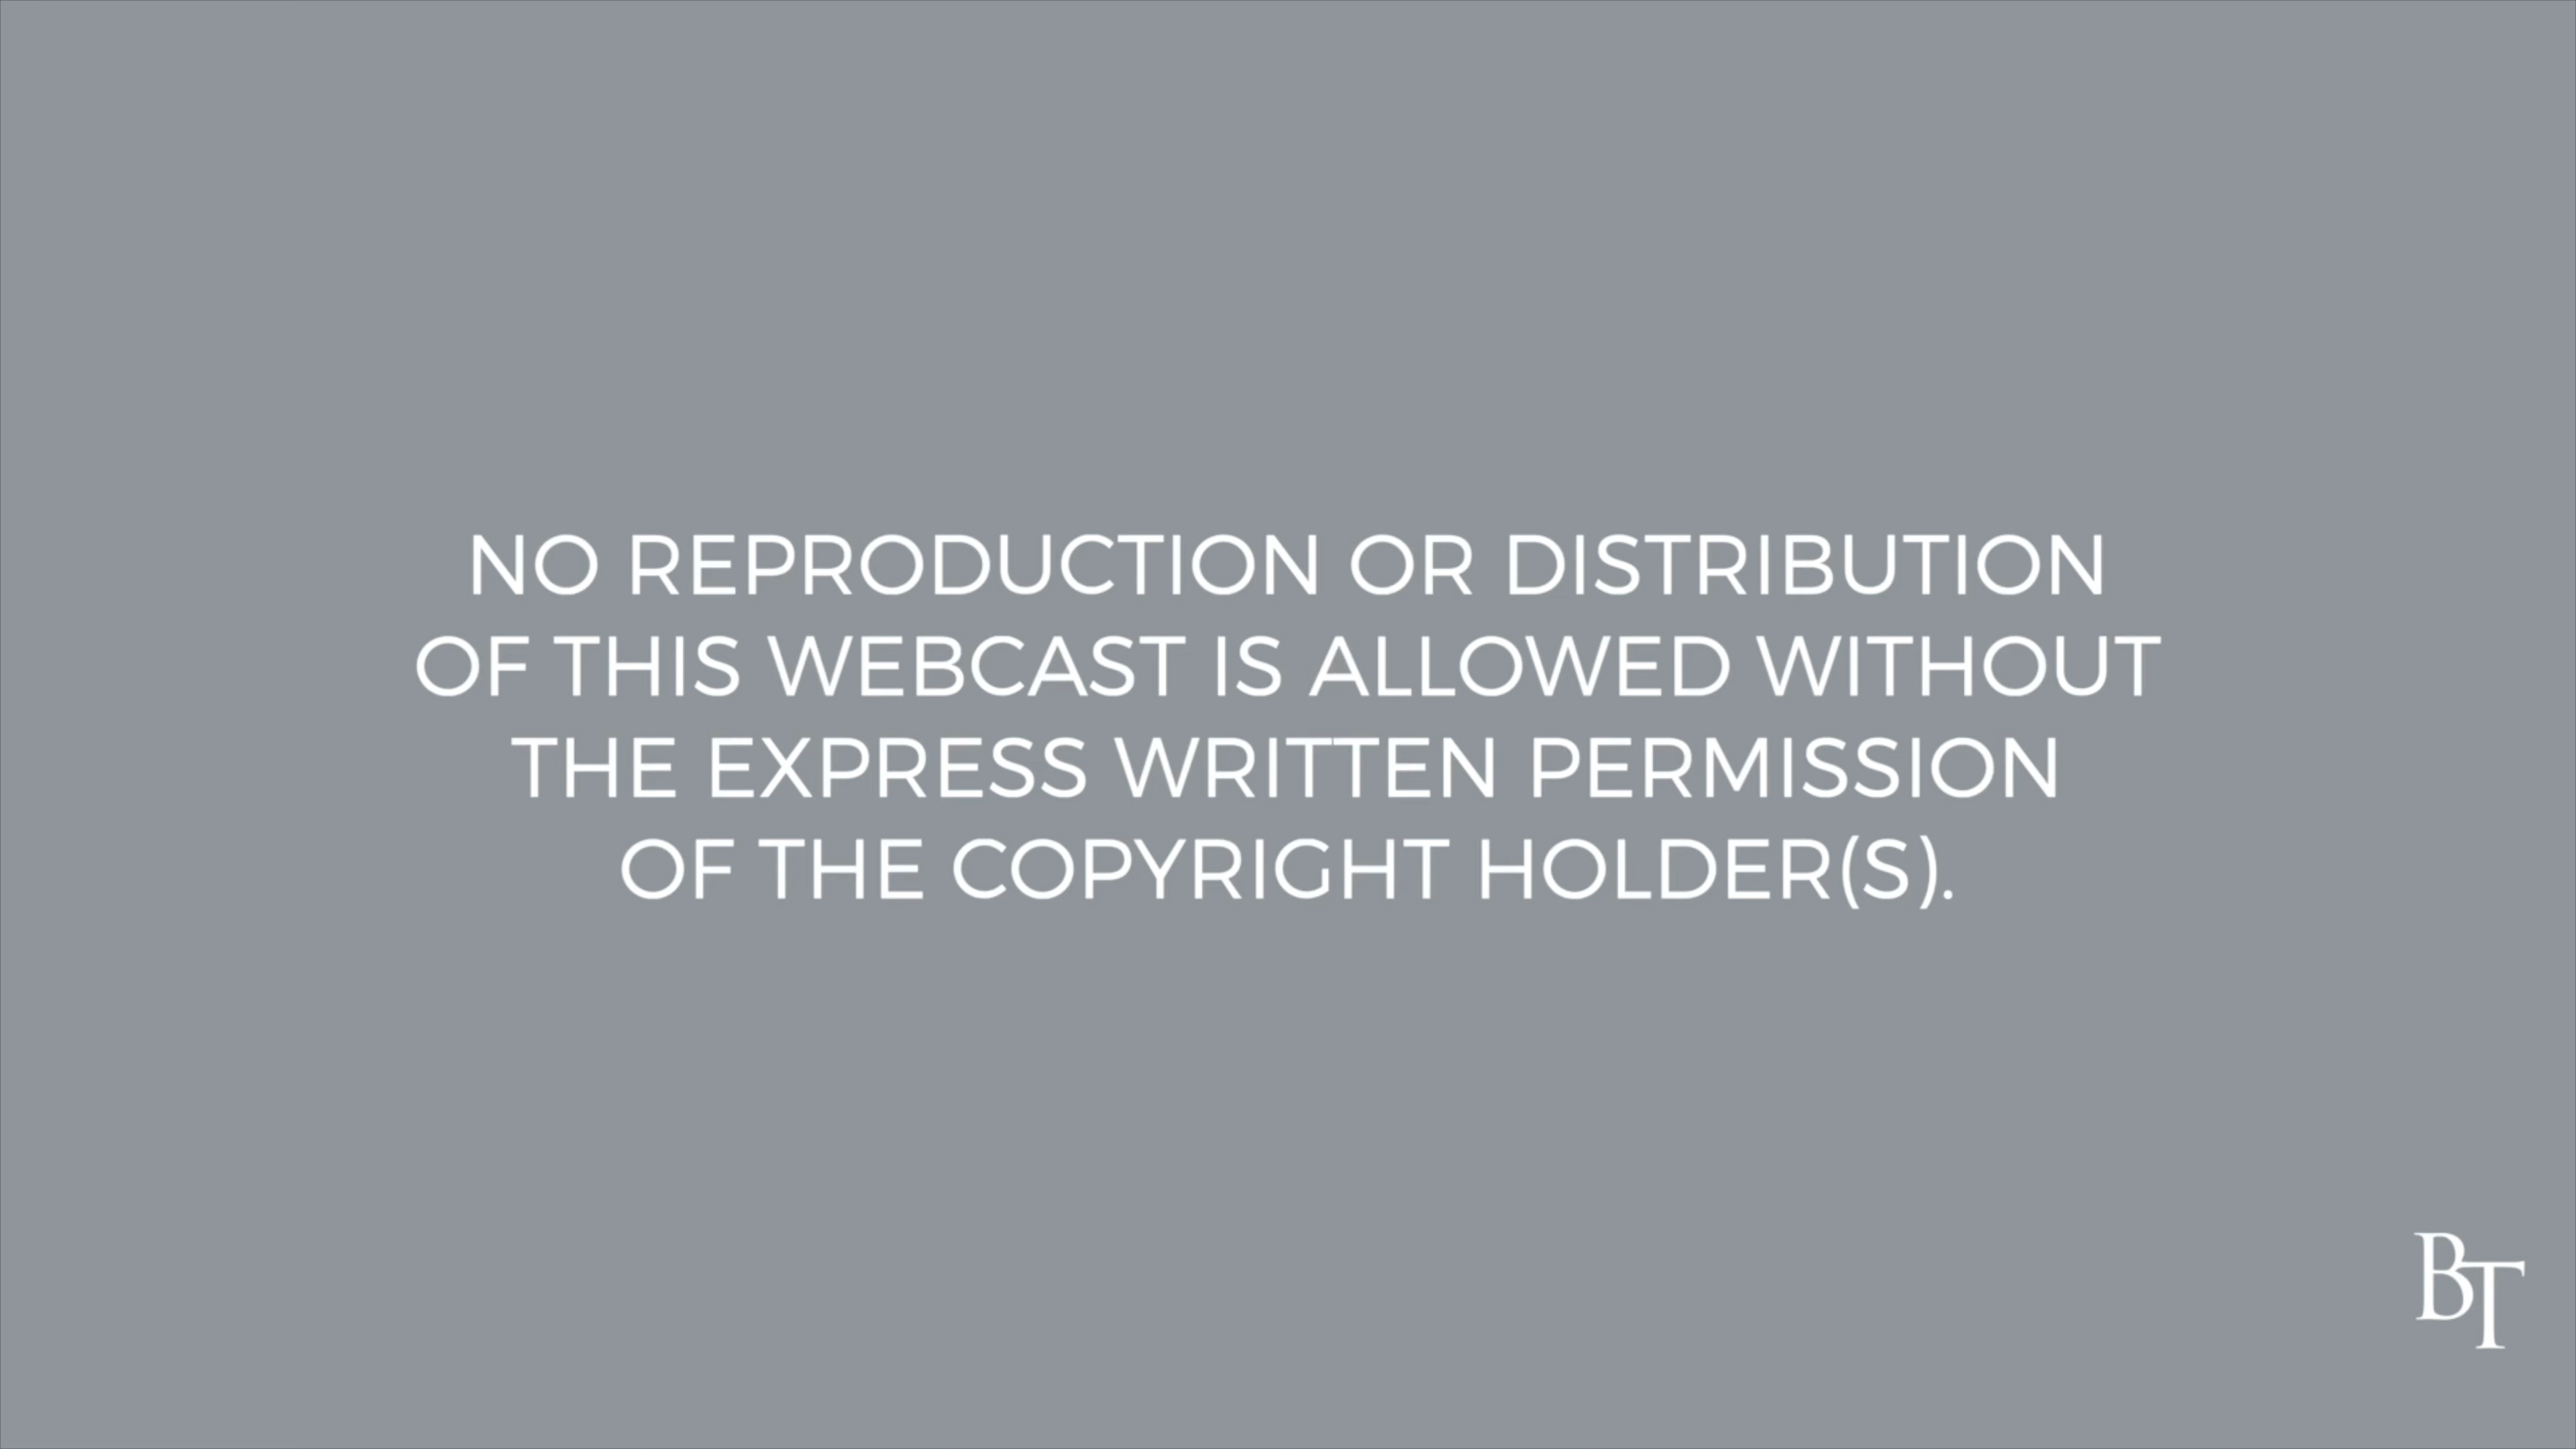 NO REPRODUCTION OR DISTRIBUTION
OF THIS WEBCAST IS ALLOWED WITHOUT
THE EXPRESS WRITTEN PERMISSION
OF THE COPYRIGHT HOLDER(S).
BT